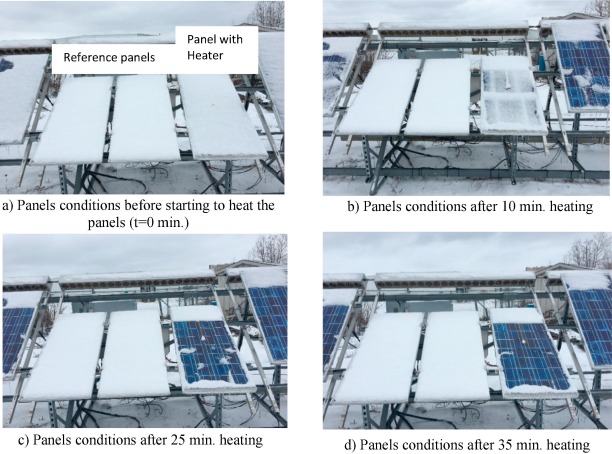 Reference panels
Panel with
Heater
a) Panels conditions before starting to heat the
panels (t=0 min.)
b) Panels conditions after 10 min. heating
c) Panels conditions after 25 min. heating
d) Panels conditions after 35 min. heating